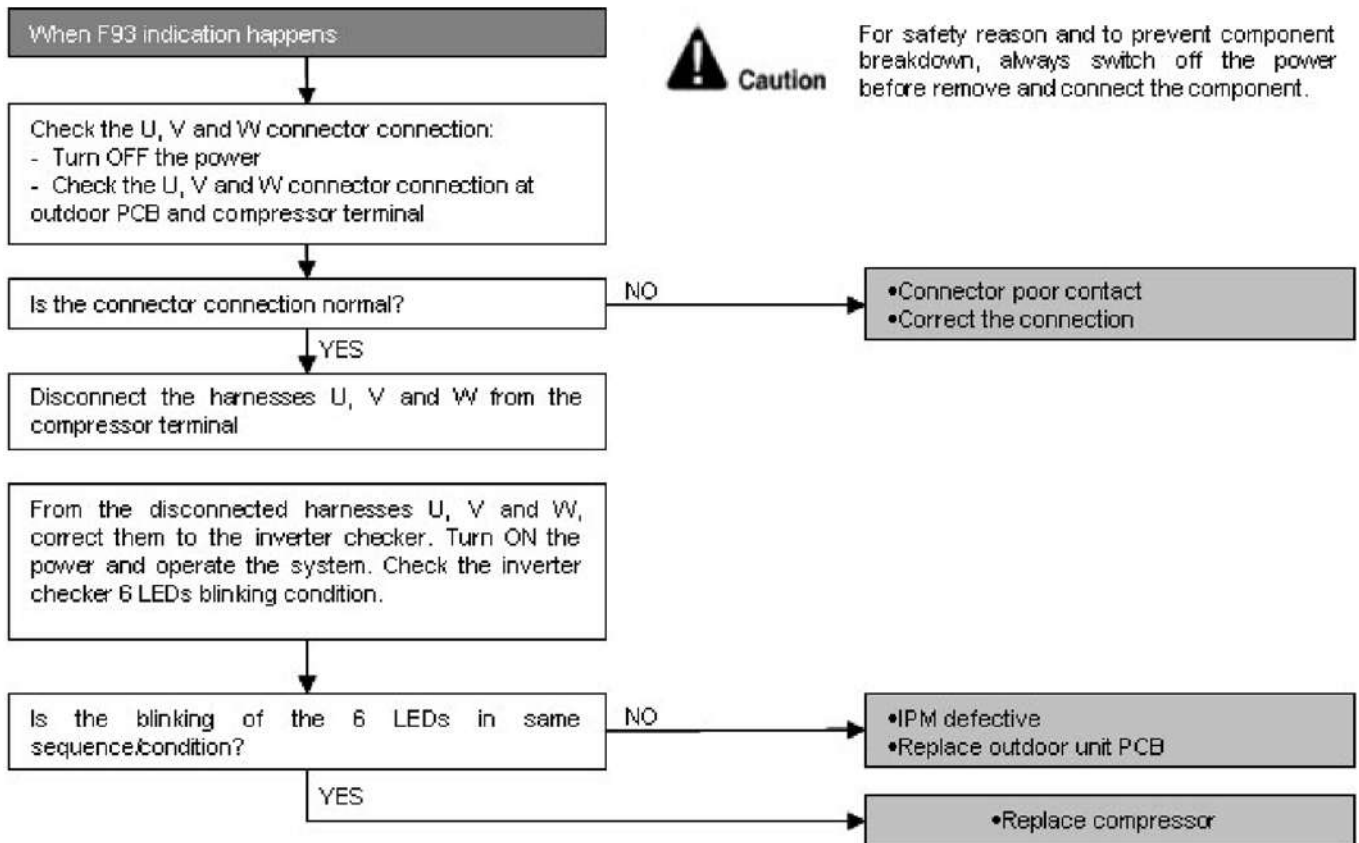 When F93 indication happens
Caution
For safety reason and to prevent component
breakdown, always switch off the power
before remove and connect the component.
Check the U, V and W connector connection:
- Turn OFF the power
- Check the U, V and W connector connection at
outdoor PCB and compressor terminal
Is the connector connection normal?
NO
•Connector poor contact
•Correct the connection
YES
Disconnect the harnesses U, V and W from the
compressor terminal
From the disconnected harnesses U, V and W,
correct them to the inverter checker. Turn ON the
power and operate the system. Check the inverter
checker 6 LEDs blinking condition.
Is the blinking of the 6 LEDs in same
sequence/condition?
NO
•IPM defective
•Replace outdoor unit PCB
YES
•Replace compressor